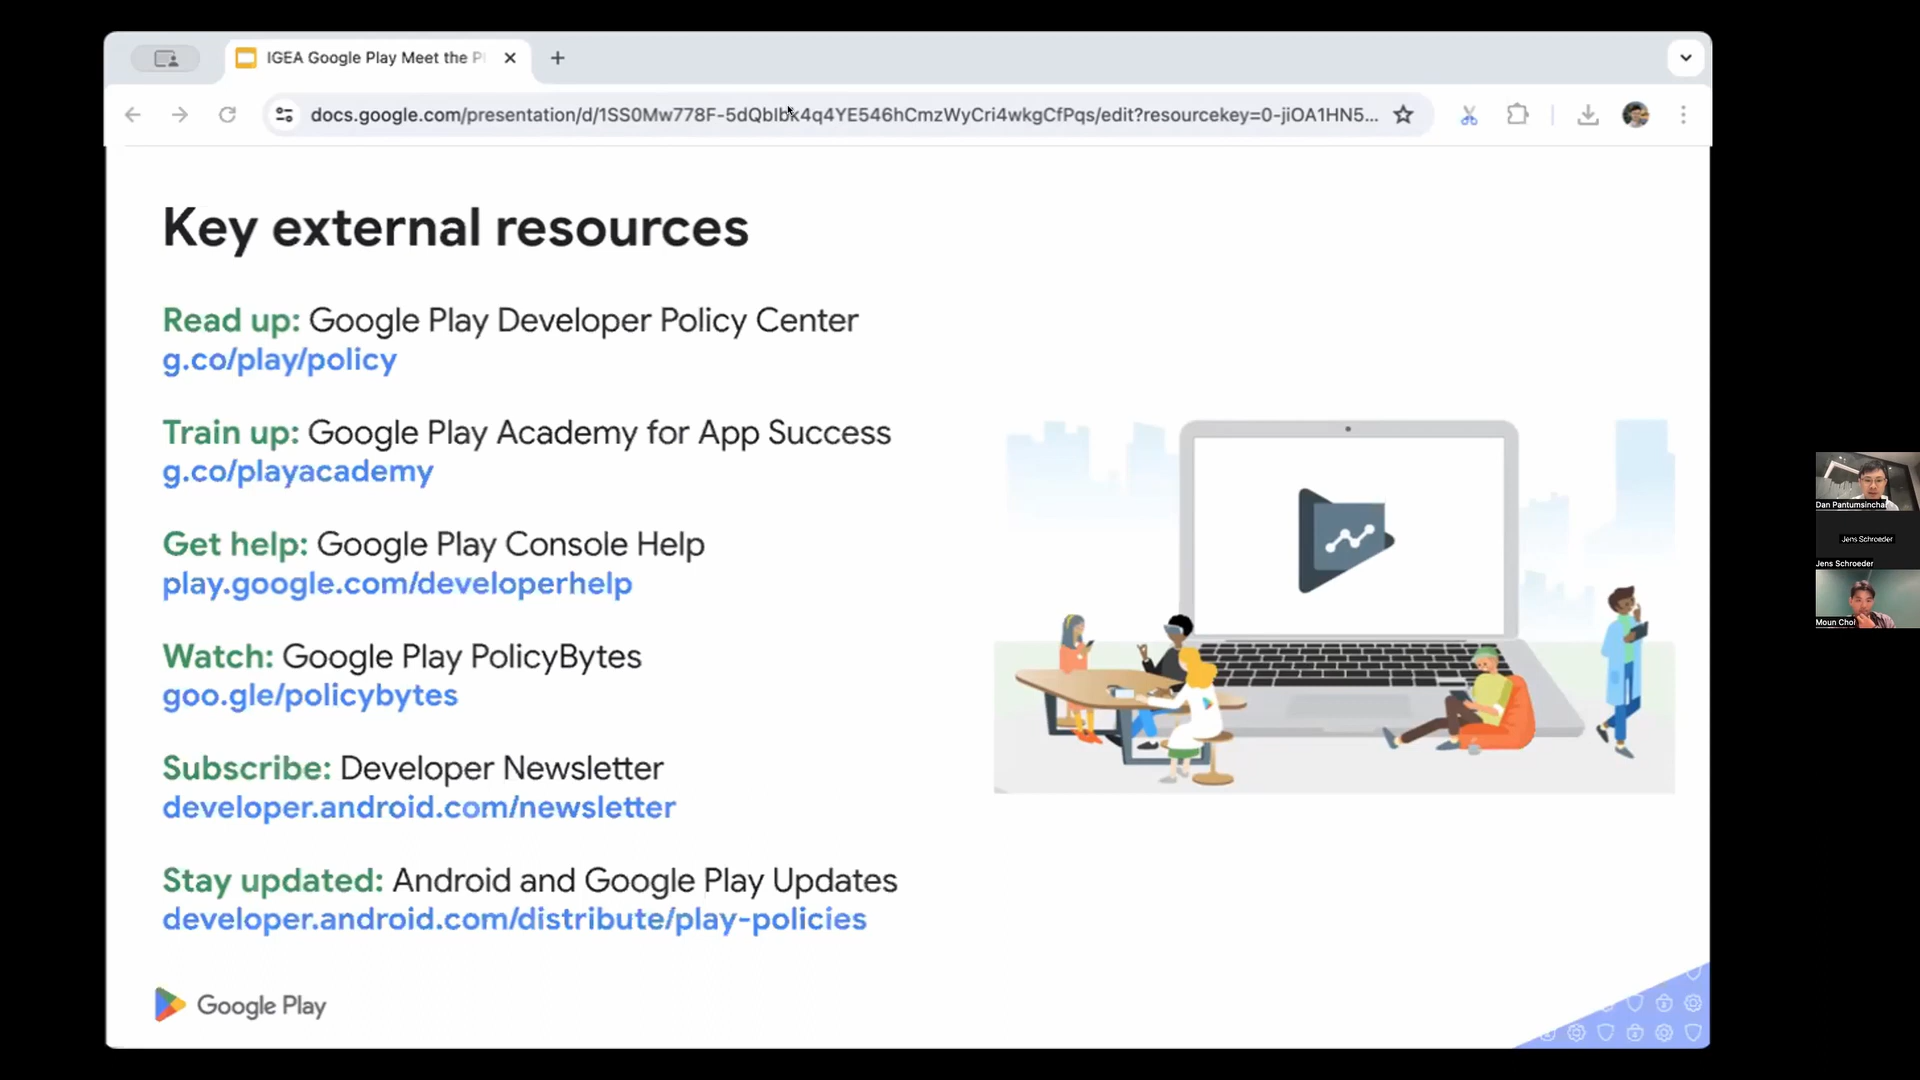 IGEA Google Play Meet the P
docs.google.com/presentation/d/1SS0Mw778F-5dQbIbk4q4YE546hCmzWyCri4wkgCfPqs/edit?resourcekey=0-jiOA1HN5...
Key external resources
Read up: Google Play Developer Policy Center
g.co/play/policy
Train up: Google Play Academy for App Success
g.co/playacademy
Get help: Google Play Console Help
play.google.com/developerhelp
Watch: Google Play PolicyBytes
goo.gle/policybytes
Subscribe: Developer Newsletter
developer.android.com/newsletter
Stay updated: Android and Google Play Updates
developer.android.com/distribute/play-policies
Google Play
Dan Pantumsinchai
Jens Schroeder
Jens Schroeder
Moun Choi